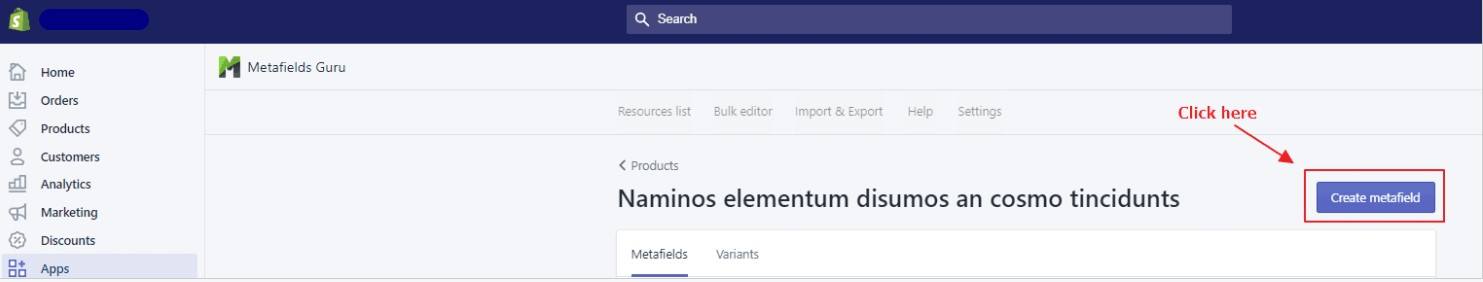 Search
Home
Orders
Products
Customers
Analytics
Marketing
Discounts
Apps
Metafields Guru
Resources list Bulk editor Import & Export Help Settings
Click here
Products
Naminos elementum disumos an cosmo tincidunts
Create metafield
Metafields Variants